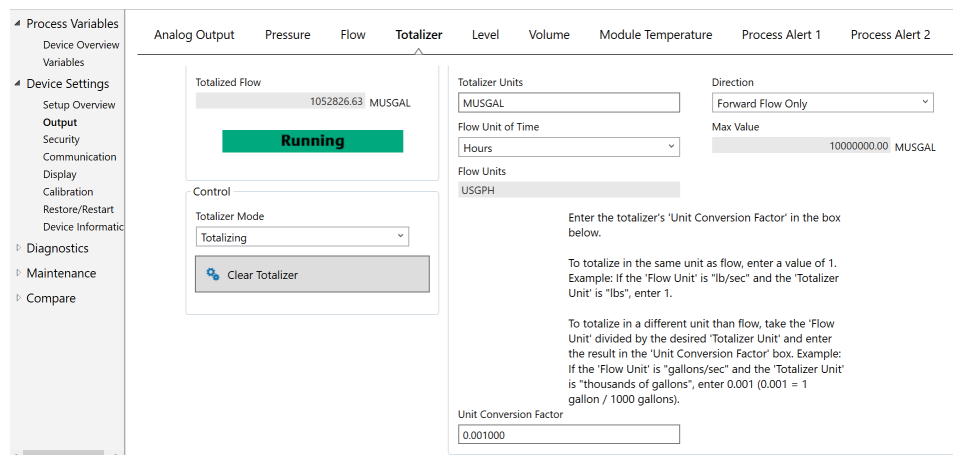 Process Variables
Device Overview
Variables
Device Settings
Setup Overview
Output
Security
Communication
Display
Calibration
Restore/Restart
Device Informatic
Diagnostics
Maintenance
Compare
Analog Output Pressure Flow Totalizer Level Volume Module Temperature Process Alert 1 Process Alert 2
Totalized Flow
1052826.63 MUSGAL
Running
Control
Totalizer Mode
Totalizing
Clear Totalizer
Totalizer Units
MUSGAL
Direction
Forward Flow Only
Flow Unit of Time
Hours
Max Value
10000000.00 MUSGAL
Flow Units
USGPH
Enter the totalizer's 'Unit Conversion Factor' in the box
below.
To totalize in the same unit as flow, enter a value of 1.
Example: If the 'Flow Unit' is "lb/sec" and the 'Totalizer
Unit' is "lbs", enter 1.
To totalize in a different unit than flow, take the 'Flow
Unit' divided by the desired 'Totalizer Unit' and enter
the result in the 'Unit Conversion Factor' box. Example:
If the 'Flow Unit' is "gallons/sec" and the 'Totalizer Unit'
is "thousands of gallons", enter 0.001 (0.001 = 1
gallon / 1000 gallons).
Unit Conversion Factor
0.001000